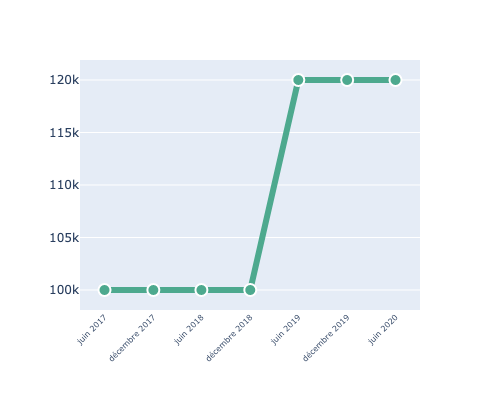 120k
115k
110k
105k
100k
juin 2017
décembre 2017
juin 2018
décembre 2018
juin 2019
décembre 2019
juin 2020